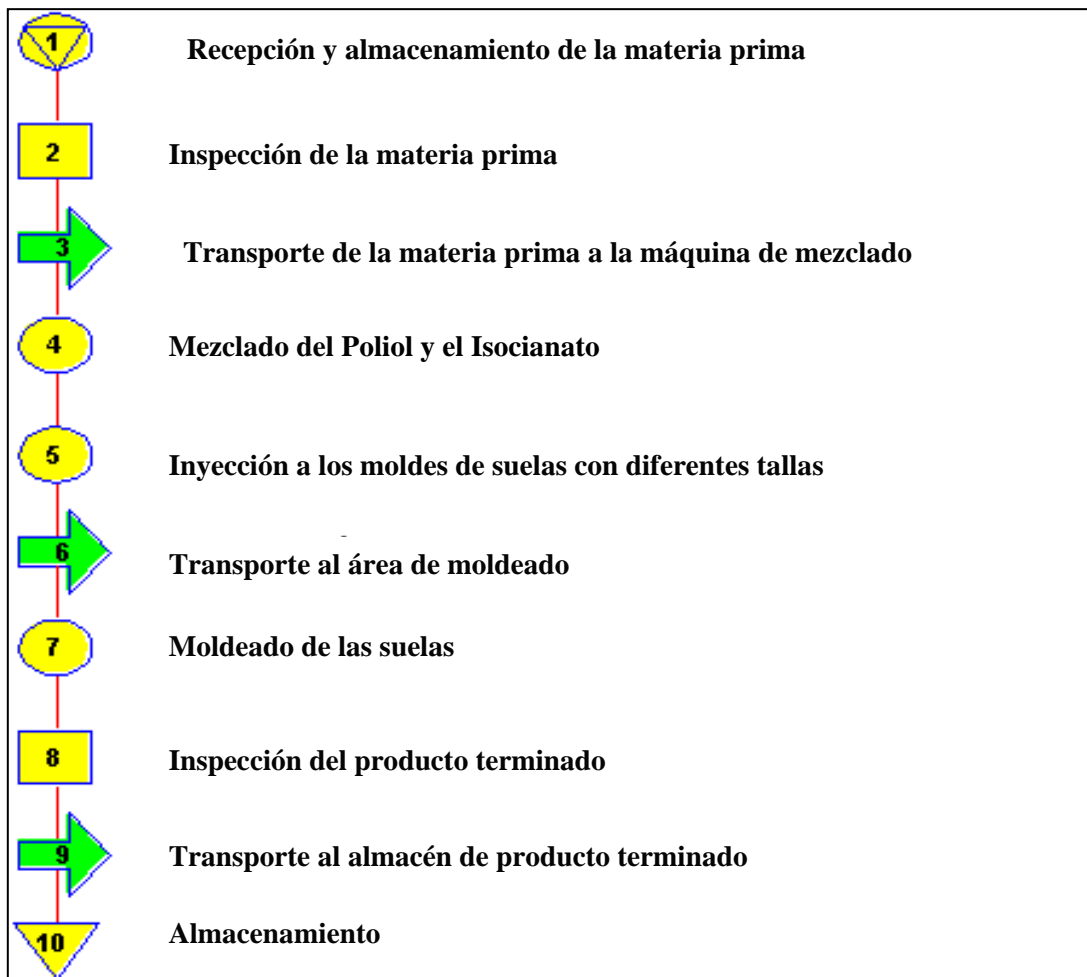 1 Recepción y almacenamiento de la materia prima
2 Inspección de la materia prima
3 Transporte de la materia prima a la máquina de mezclado
4 Mezclado del Poliol y el Isocianato
5 Inyección a los moldes de suelas con diferentes tallas
6 Transporte al área de moldeado
7 Moldeado de las suelas
8 Inspección del producto terminado
9 Transporte al almacén de producto terminado
10 Almacenamiento